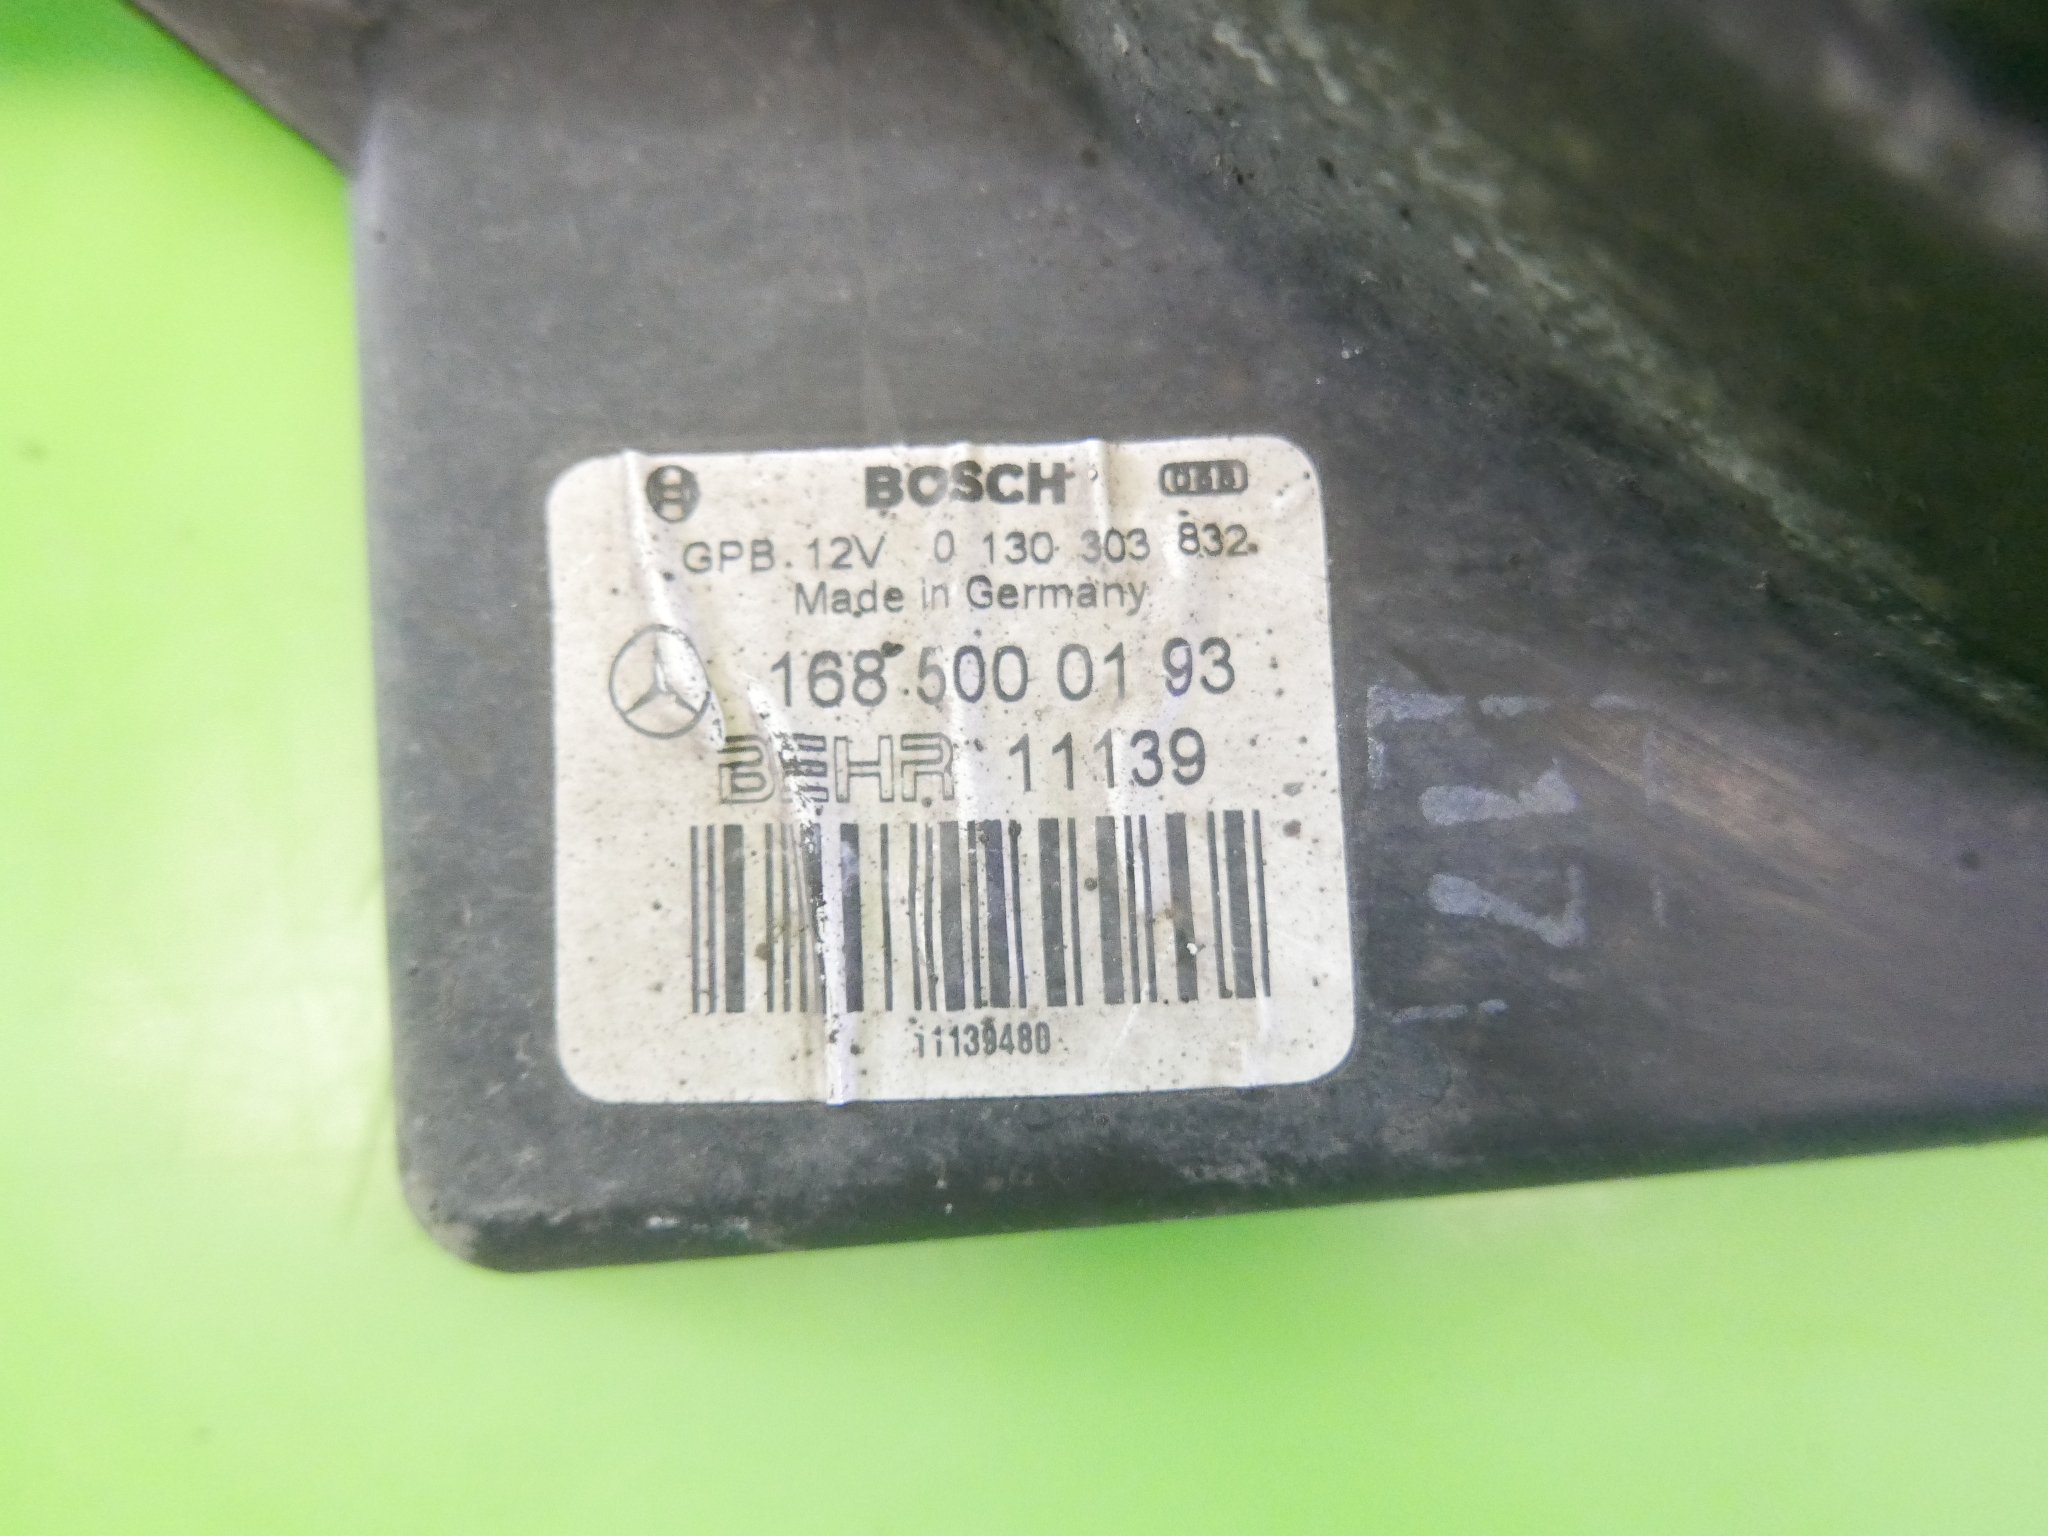 BOSCH
GPB 12V 0 130 303 832
Made in Germany
168 500 01 93
BEHR 11139
11139480